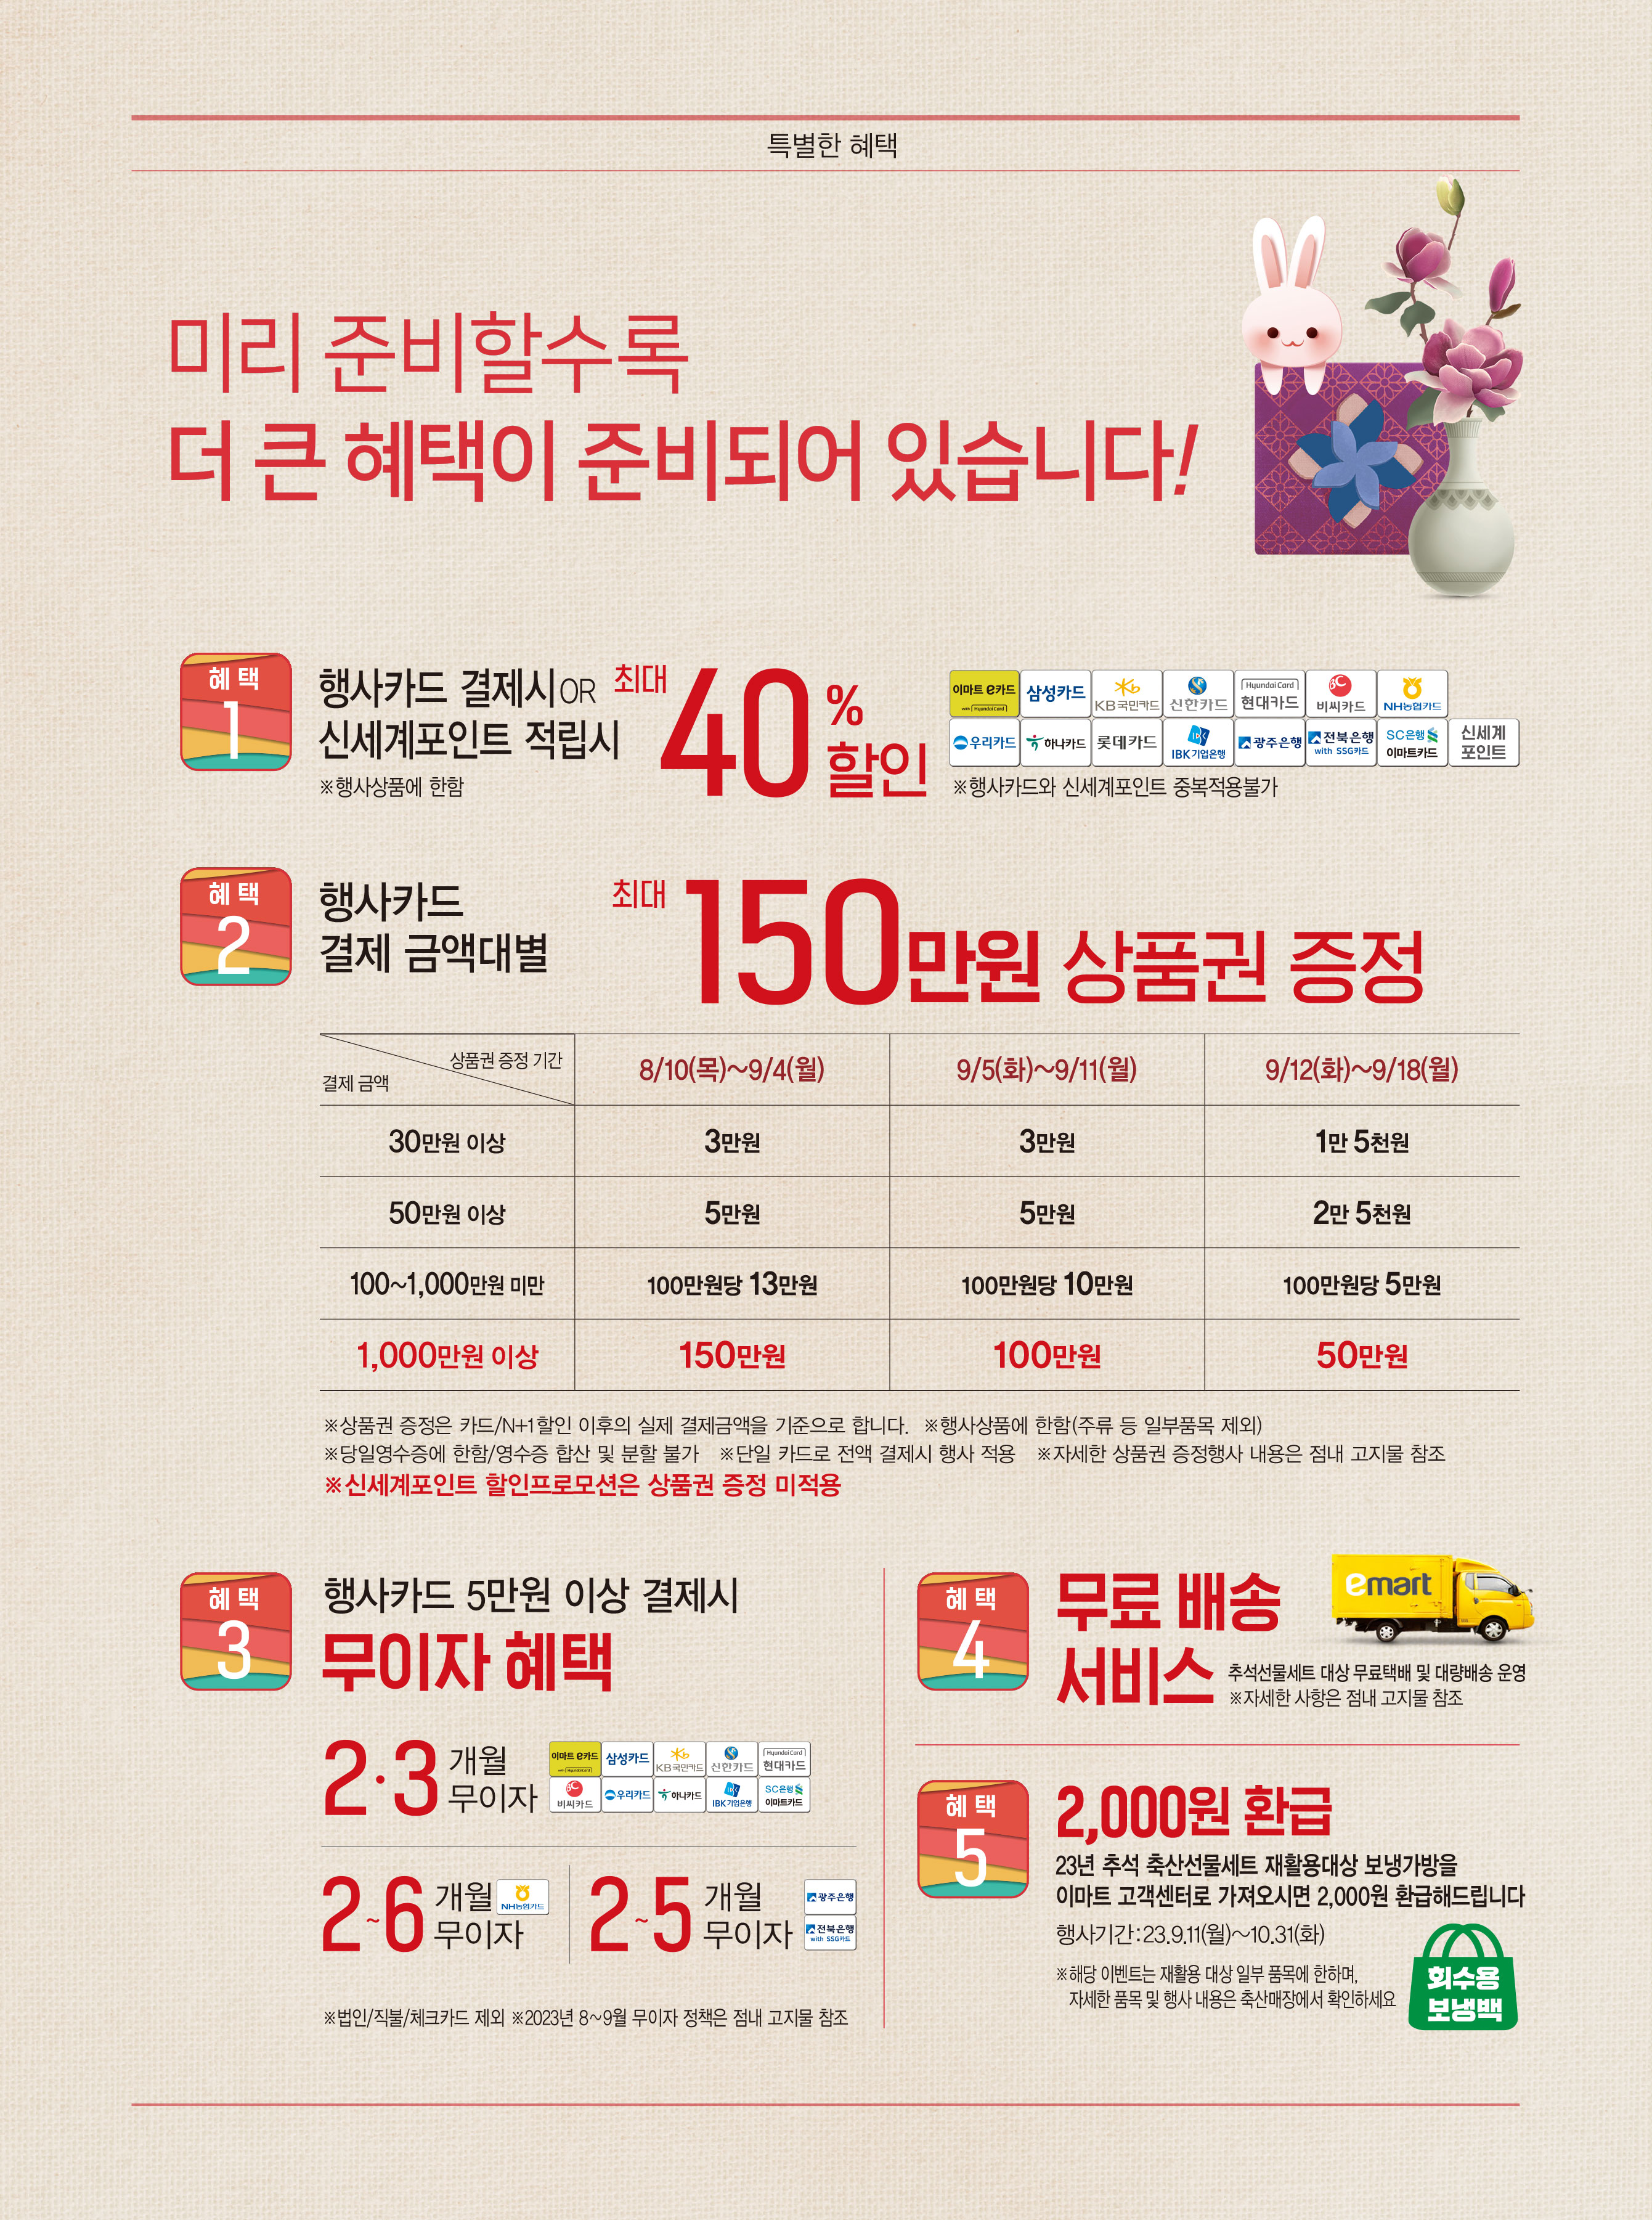 특별한 혜택
미리 준비할수록
더 큰 혜택이 준비되어 있습니다!
혜택
1
행사카드 결제시 OR
신세계포인트 적립시
※행사상품에 한함
최대 40% 할인
이마트 e카드 with HyundaiCard 삼성카드 KB국민카드 신한카드 HyundaiCard 현대카드 비씨카드 NH농협카드
우리카드 하나카드 롯데카드 IBK기업은행 광주은행 전북은행 with SSG카드 SC은행 이마트카드 신세계 포인트
※행사카드와 신세계포인트 중복적용불가
혜택
2
행사카드
결제 금액대별
최대 150만원 상품권 증정
상품권 증정 기간
결제 금액
8/10(목)~9/4(월) 9/5(화)~9/11(월) 9/12(화)~9/18(월)
30만원 이상 3만원 3만원 1만 5천원
50만원 이상 5만원 5만원 2만 5천원
100~1,000만원 미만 100만원당 13만원 100만원당 10만원 100만원당 5만원
1,000만원 이상 150만원 100만원 50만원
※상품권 증정은 카드/N+1할인 이후의 실제 결제금액을 기준으로 합니다. ※행사상품에 한함(주류 등 일부품목 제외)
※당일영수증에 한함/영수증 합산 및 분할 불가 ※단일 카드로 전액 결제시 행사 적용 ※자세한 상품권 증정행사 내용은 점내 고지물 참조
※신세계포인트 할인프로모션은 상품권 증정 미적용
혜택
3
행사카드 5만원 이상 결제시
무이자 혜택
2·3 개월 무이자
이마트 e카드 with HyundaiCard 삼성카드 KB국민카드 신한카드 HyundaiCard 현대카드
비씨카드 우리카드 하나카드 IBK기업은행 SC은행 이마트카드
2~6 개월 무이자 NH농협카드
2~5 개월 무이자 광주은행 전북은행 with SSG카드
※법인/직불/체크카드 제외 ※2023년 8~9월 무이자 정책은 점내 고지물 참조
혜택
4
무료 배송
서비스
emart
추석선물세트 대상 무료택배 및 대량배송 운영
※자세한 사항은 점내 고지물 참조
혜택
5
2,000원 환급
23년 추석 축산선물세트 재활용대상 보냉가방을
이마트 고객센터로 가져오시면 2,000원 환급해드립니다
행사기간:23.9.11(월)~10.31(화)
※해당 이벤트는 재활용 대상 일부 품목에 한하며,
자세한 품목 및 행사 내용은 축산매장에서 확인하세요
회수용
보냉백